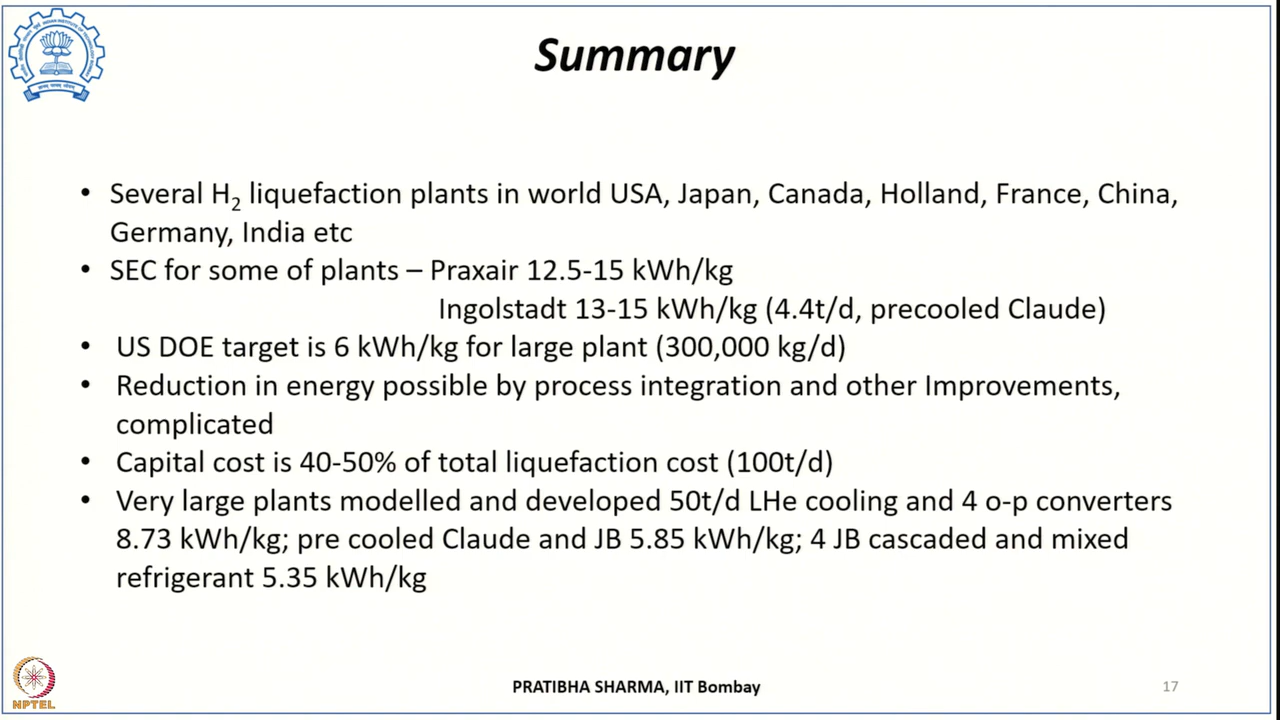 Summary
• Several H₂ liquefaction plants in world USA, Japan, Canada, Holland, France, China,
Germany, India etc
• SEC for some of plants – Praxair 12.5-15 kWh/kg
Ingolstadt 13-15 kWh/kg (4.4t/d, precooled Claude)
• US DOE target is 6 kWh/kg for large plant (300,000 kg/d)
• Reduction in energy possible by process integration and other Improvements,
complicated
• Capital cost is 40-50% of total liquefaction cost (100t/d)
• Very large plants modelled and developed 50t/d LHe cooling and 4 o-p converters
8.73 kWh/kg; pre cooled Claude and JB 5.85 kWh/kg; 4 JB cascaded and mixed
refrigerant 5.35 kWh/kg
NPTEL
PRATIBHA SHARMA, IIT Bombay
17